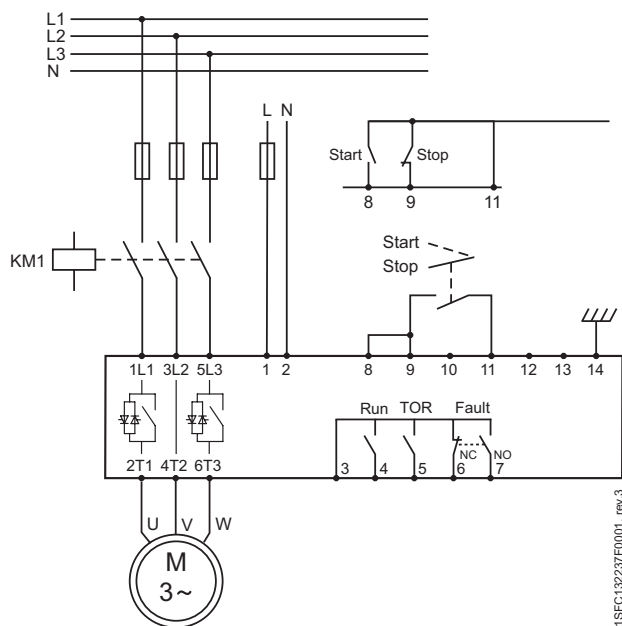 L1
L2
L3
N
L N
Start Stop
8 9 11
Start
Stop
KM1
1L1 3L2 5L3 1 2 8 9 10 11 12 13 14
Run TOR Fault
NC NO
2T1 4T2 6T3 3 4 5 6 7
U V W
M
3~
1SFC132237F0001, rev.3